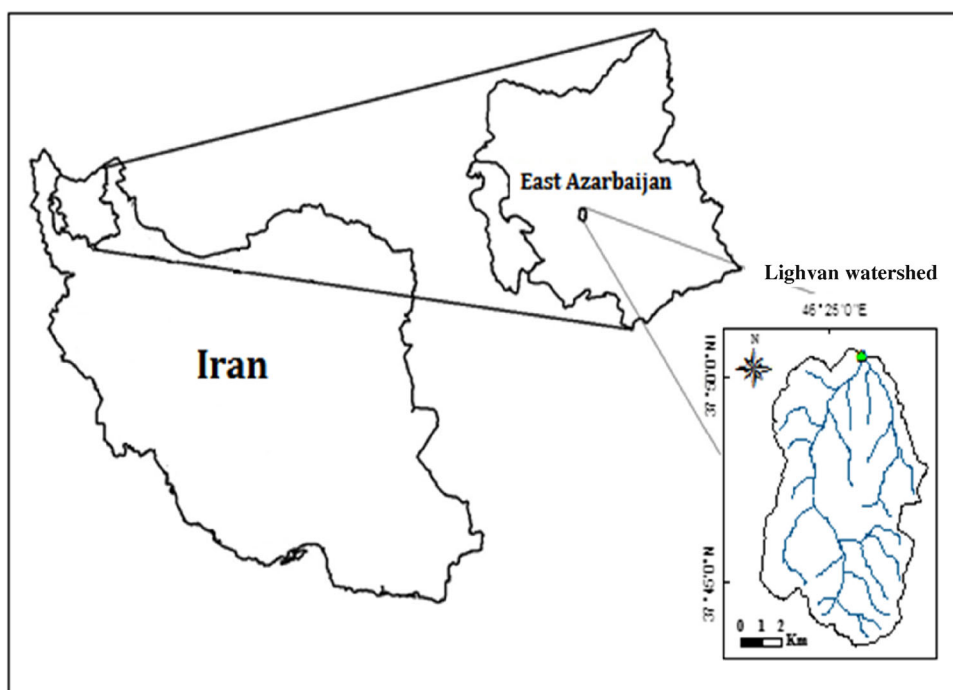 East Azarbaijan
Lighvan watershed
46°25'0"E
Iran
N
37°50'0"N
37°45'0"N
0 1 2
Km